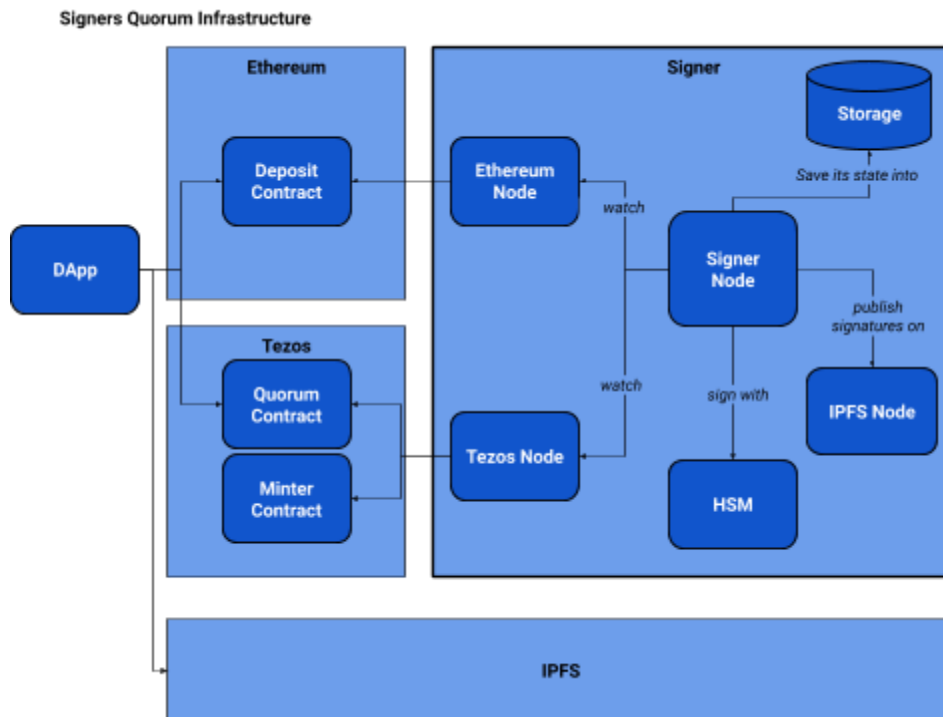 Signers Quorum Infrastructure
Ethereum
Signer
Storage
Deposit
Contract
Ethereum
Node
Save its state into
watch
DApp
Signer
Node
publish
signatures on
Tezos
Quorum
Contract
watch
sign with
IPFS Node
Tezos Node
Minter
Contract
HSM
IPFS